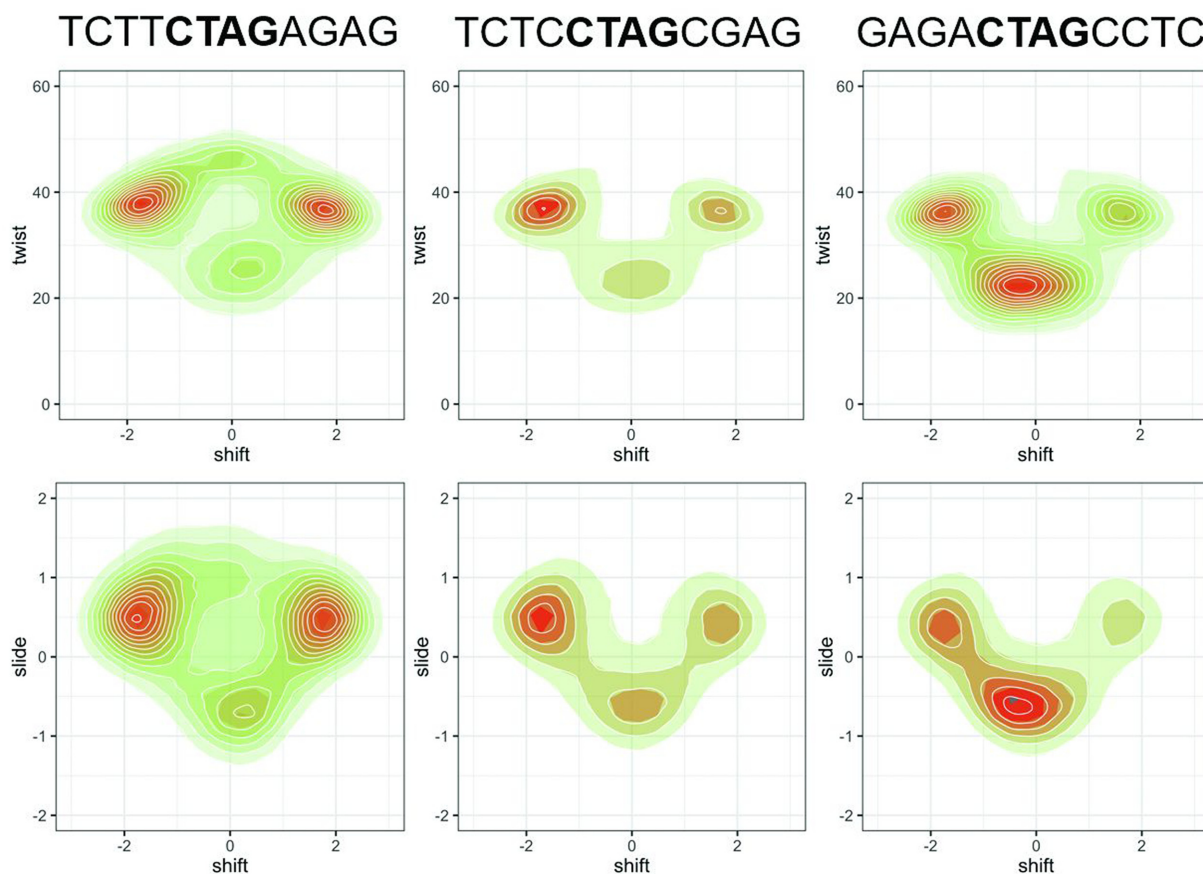 TCTTCTAGAGAG TCTCCTAGCGAG GAGACTAGCCTC
60 60 60
40 40 40
twist twist twist
20 20 20
0 0 0
-2 0 2 -2 0 2 -2 0 2
shift shift shift
2 2 2
1 1 1
slide slide slide
0 0 0
-1 -1 -1
-2 -2 -2
-2 0 2 -2 0 2 -2 0 2
shift shift shift